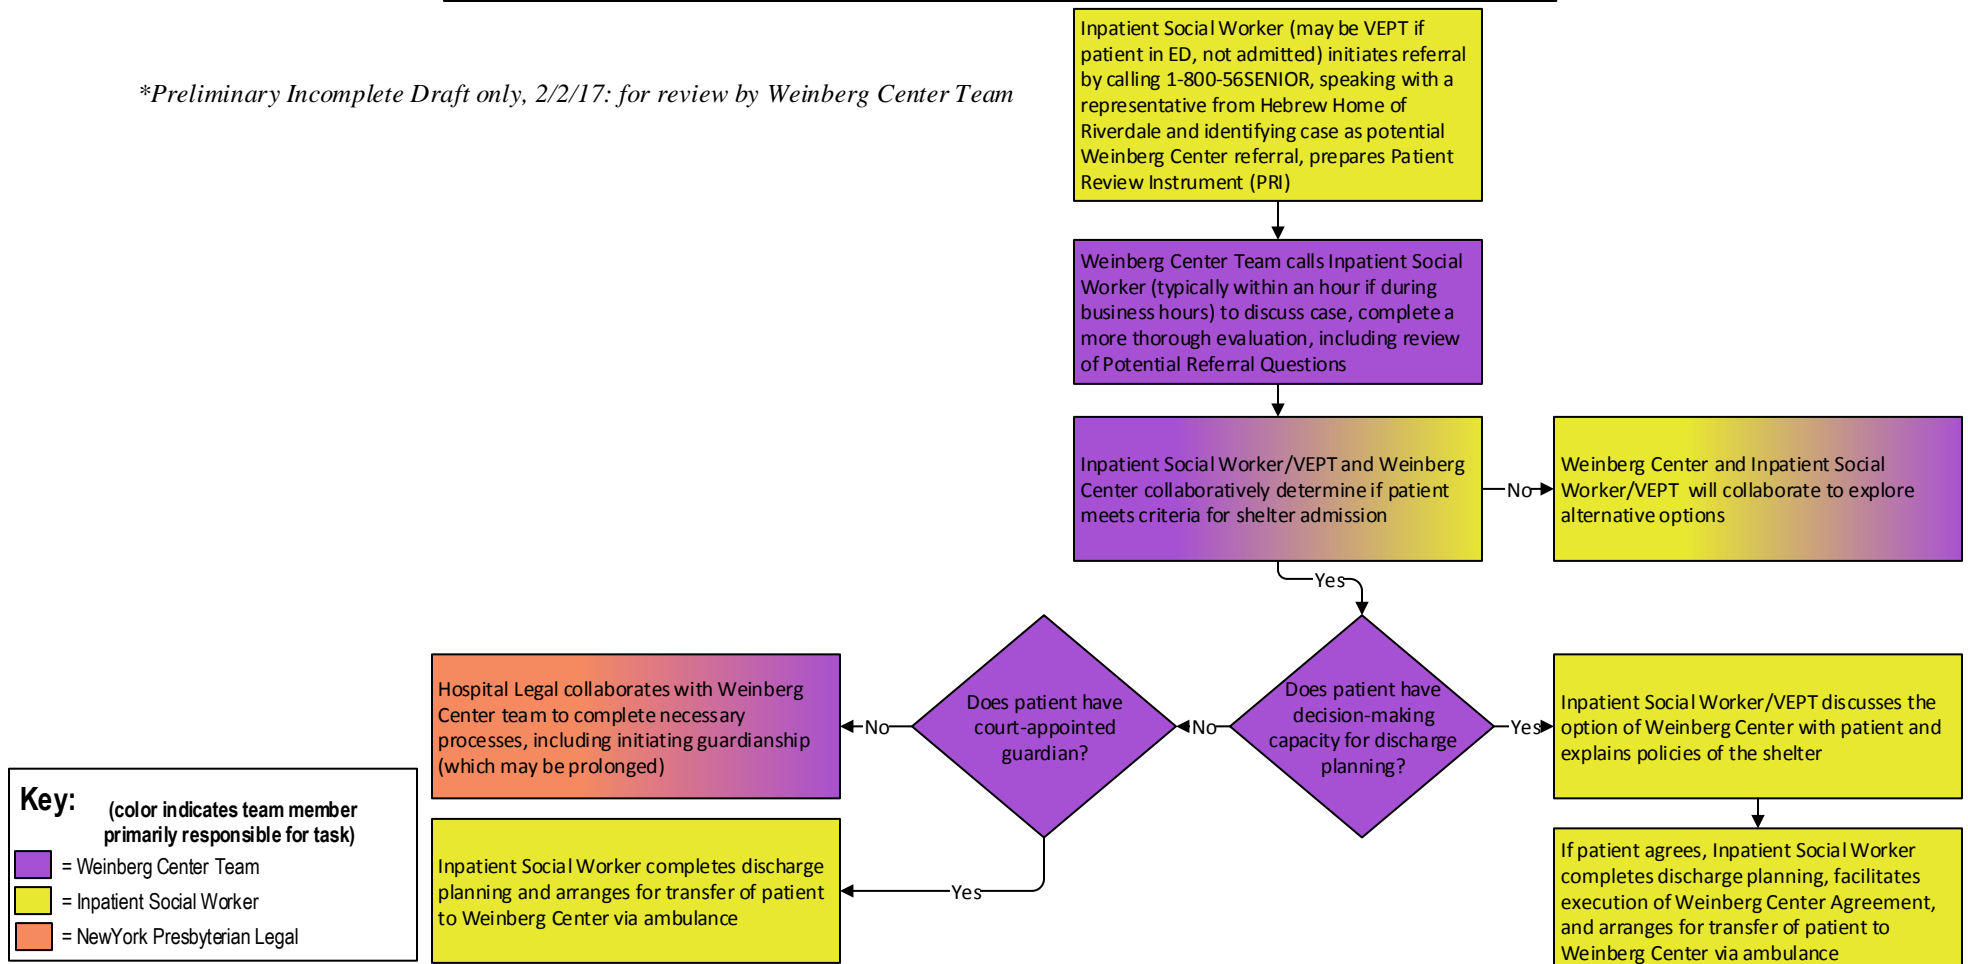 Inpatient Social Worker (may be VEPT if
patient in ED, not admitted) initiates referral
by calling 1-800-56SENIOR, speaking with a
representative from Hebrew Home of
Riverdale and identifying case as potential
Weinberg Center referral, prepares Patient
Review Instrument (PRI)
*Preliminary Incomplete Draft only, 2/2/17: for review by Weinberg Center Team
Weinberg Center Team calls Inpatient Social
Worker (typically within an hour if during
business hours) to discuss case, complete a
more thorough evaluation, including review
of Potential Referral Questions
Inpatient Social Worker/VEPT and Weinberg
Center collaboratively determine if patient
meets criteria for shelter admission
No
Weinberg Center and Inpatient Social
Worker/VEPT will collaborate to explore
alternative options
Yes
Does patient have
decision-making
capacity for discharge
planning?
No
Yes
Does patient have
court-appointed
guardian?
No
Yes
Hospital Legal collaborates with Weinberg
Center team to complete necessary
processes, including initiating guardianship
(which may be prolonged)
Inpatient Social Worker completes discharge
planning and arranges for transfer of patient
to Weinberg Center via ambulance
Inpatient Social Worker/VEPT discusses the
option of Weinberg Center with patient and
explains policies of the shelter
If patient agrees, Inpatient Social Worker
completes discharge planning, facilitates
execution of Weinberg Center Agreement,
and arranges for transfer of patient to
Weinberg Center via ambulance
Key:
(color indicates team member
primarily responsible for task)
= Weinberg Center Team
= Inpatient Social Worker
= NewYork Presbyterian Legal